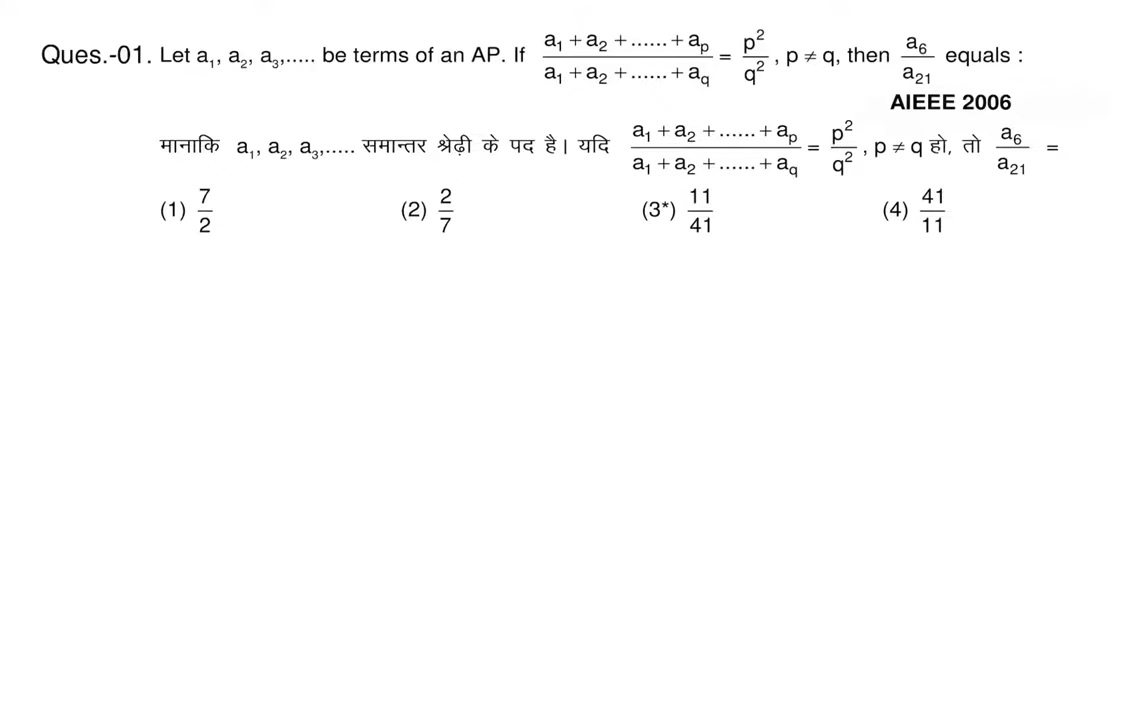 Ques.-01. Let a₁, a₂, a₃,..... be terms of an AP. If (a₁ + a₂ + ...... + aₚ)/(a₁ + a₂ + ...... + a_q) = p²/q² , p ≠ q, then a₆/a₂₁ equals :
AIEEE 2006
मानाकि a₁, a₂, a₃,..... समान्तर श्रेढ़ी के पद है। यदि (a₁ + a₂ + ...... + aₚ)/(a₁ + a₂ + ...... + a_q) = p²/q² , p ≠ q हो, तो a₆/a₂₁ =
(1) 7/2 (2) 2/7 (3*) 11/41 (4) 41/11